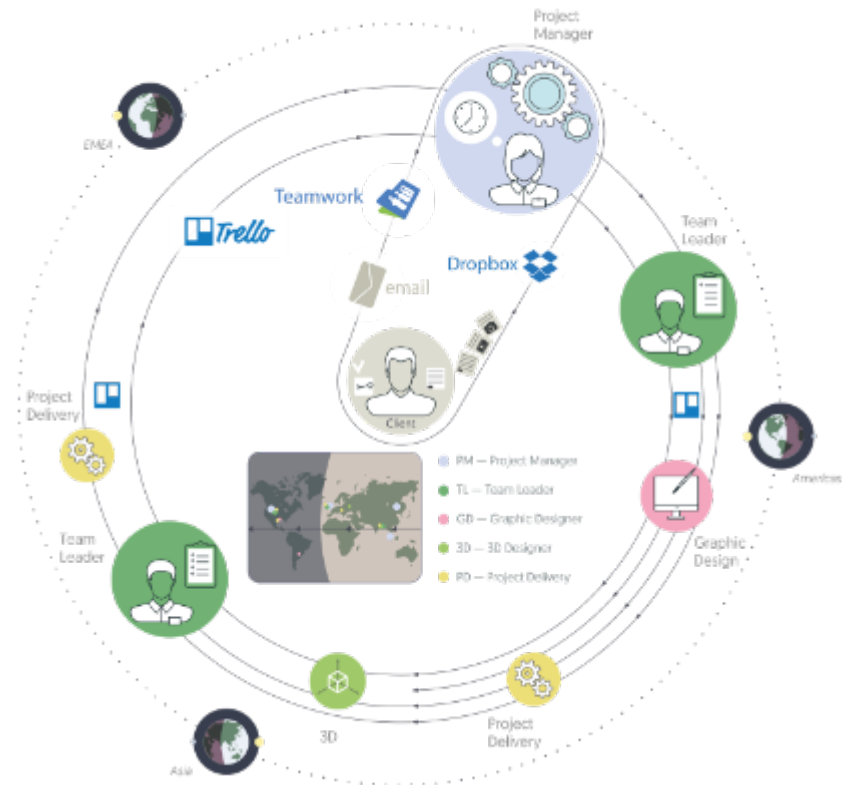 Project
Manager
EMEA
Teamwork
Team
Leader
Trello
Dropbox
email
Client
Project
Delivery
Americas
PM — Project Manager
TL — Team Leader
GD — Graphic Designer
3D — 3D Designer
PD — Project Delivery
Graphic
Design
Team
Leader
Project
Delivery
3D
Asia